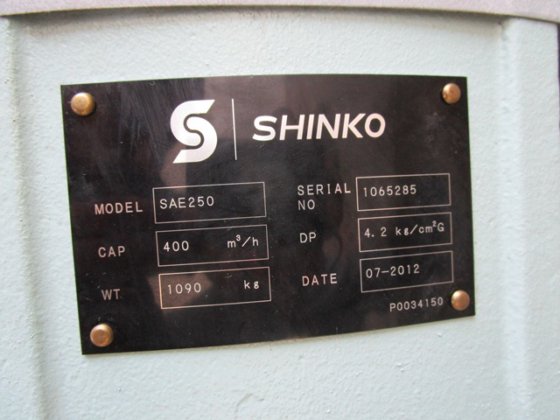 S | SHINKO
MODEL SAE250 SERIAL NO 1065285
CAP 400 m³/h DP 4.2 kg/cm²G
WT 1090 kg DATE 07-2012
P0034150